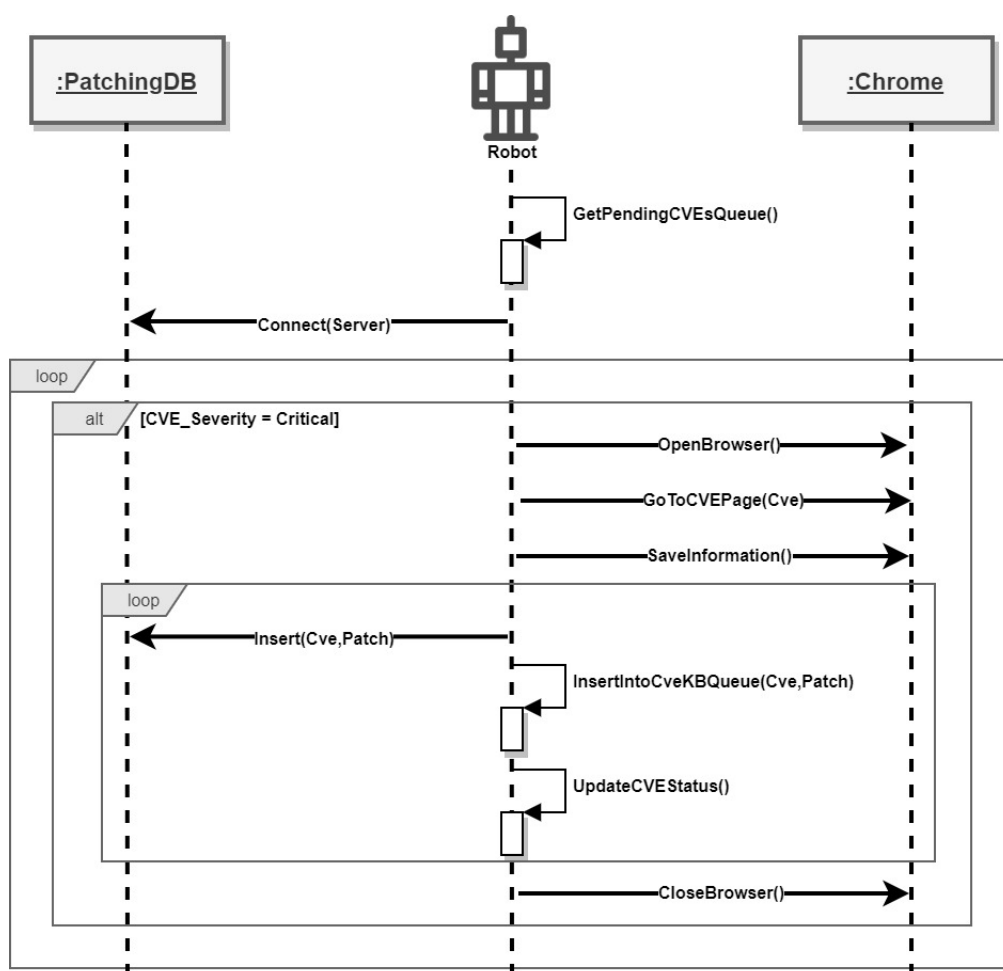 :PatchingDB
:Chrome
Robot
GetPendingCVEsQueue()
Connect(Server)
loop
alt [CVE_Severity = Critical]
OpenBrowser()
GoToCVEPage(Cve)
SaveInformation()
loop
Insert(Cve,Patch)
InsertIntoCveKBQueue(Cve,Patch)
UpdateCVEStatus()
CloseBrowser()